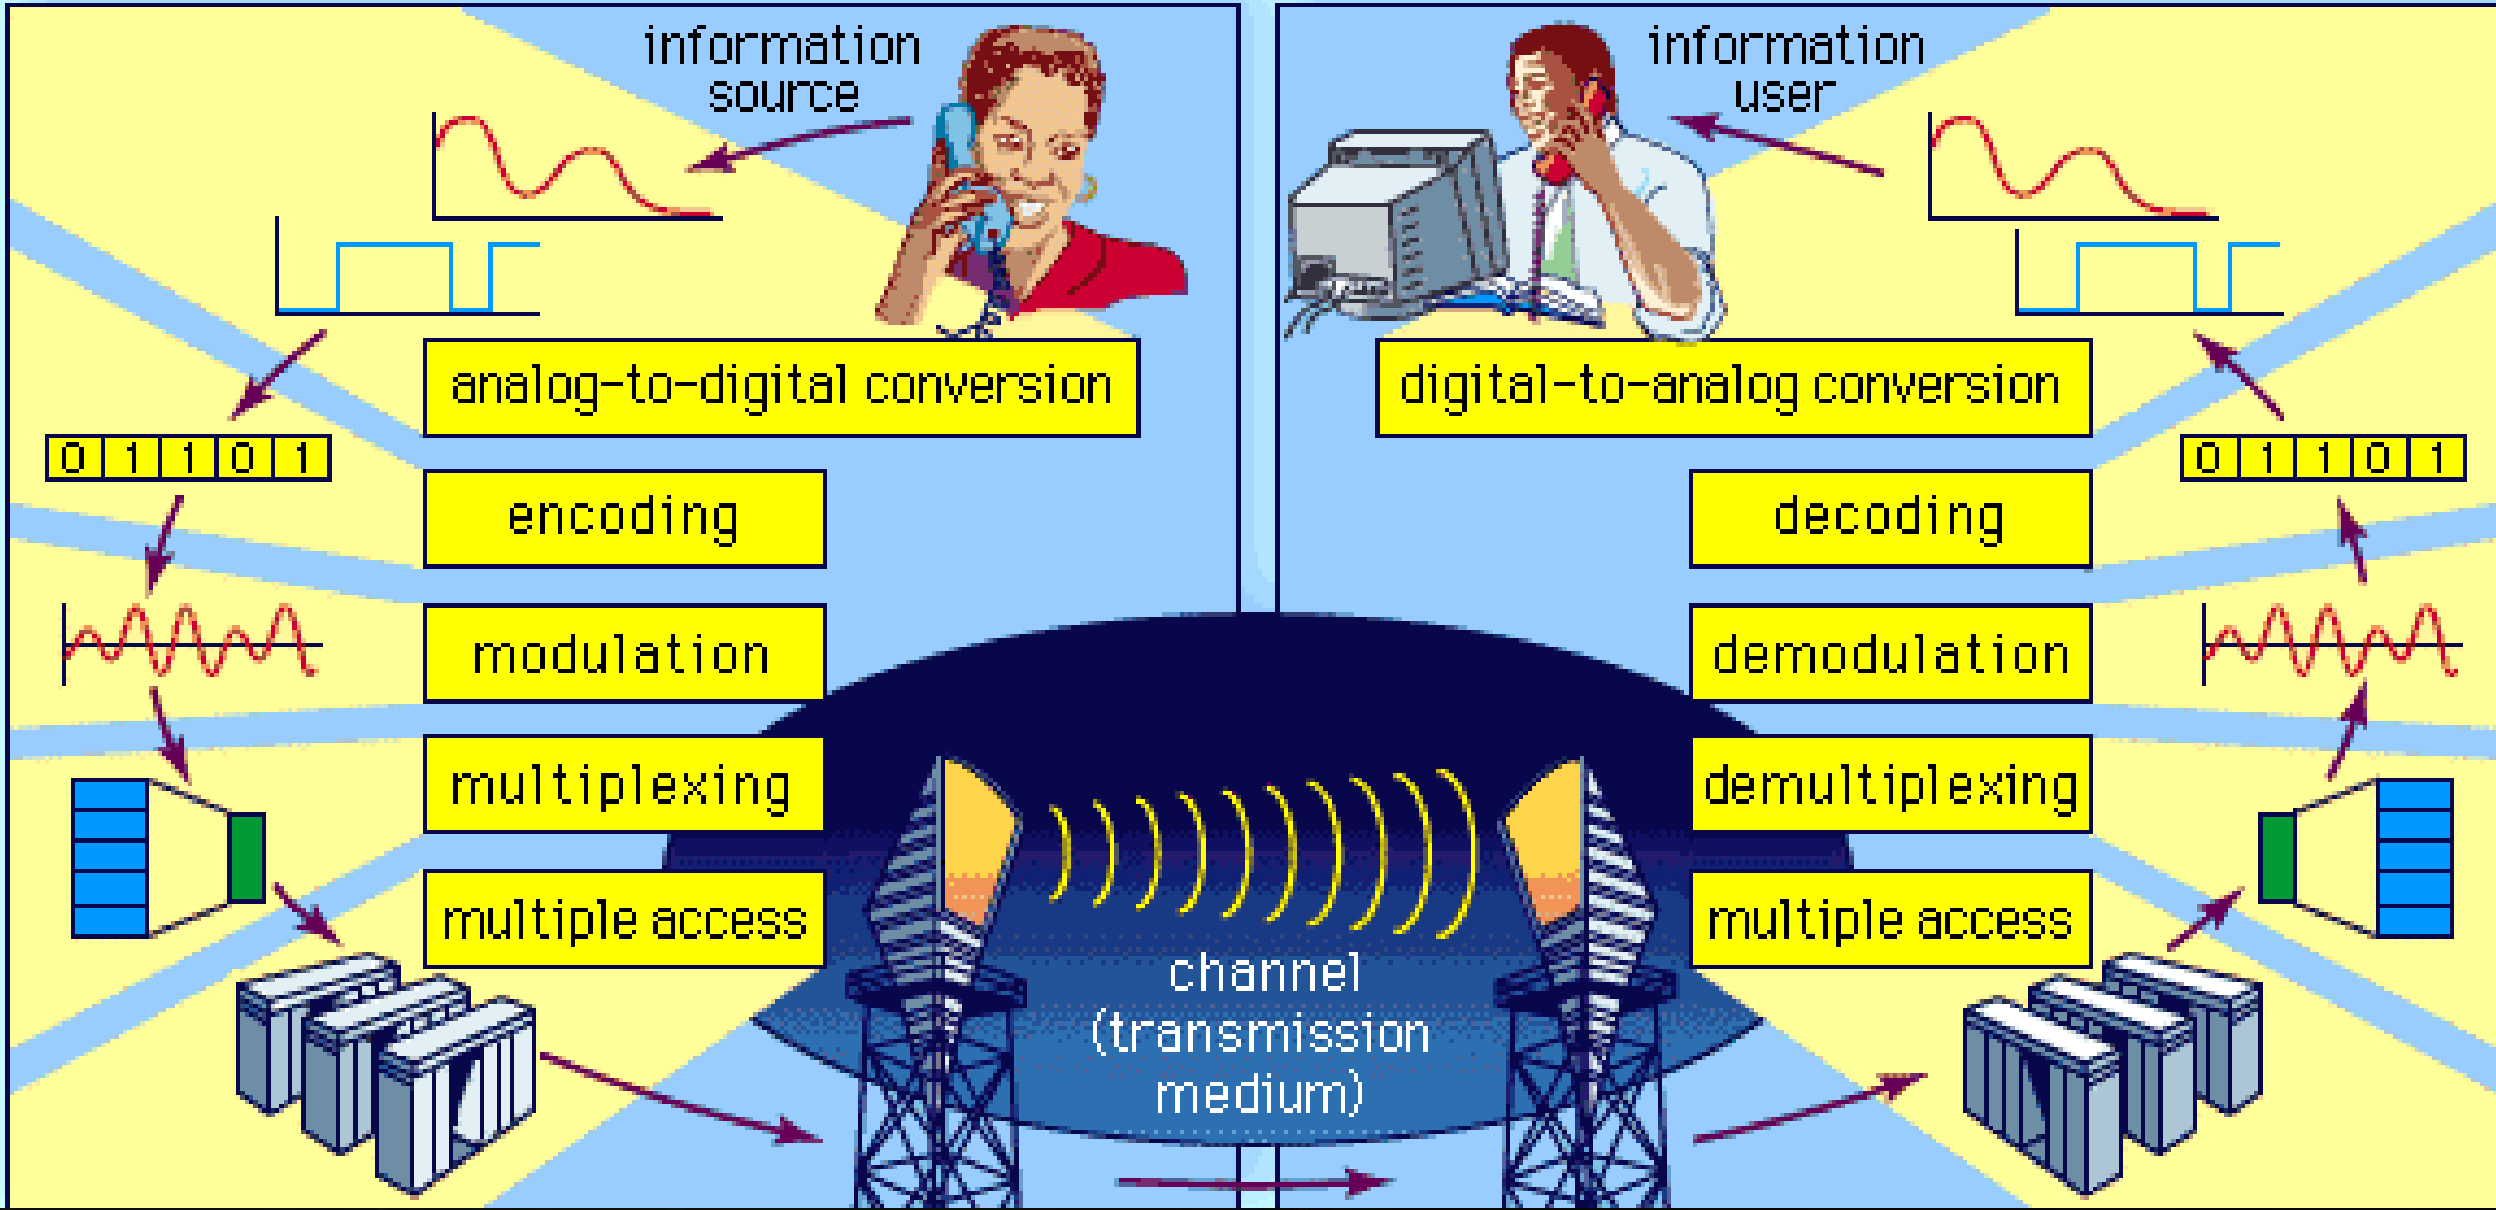 information
source
analog-to-digital conversion
0 1 1 0 1
encoding
modulation
multiplexing
multiple access
information
user
digital-to-analog conversion
0 1 1 0 1
decoding
demodulation
demultiplexing
multiple access
channel
(transmission
medium)